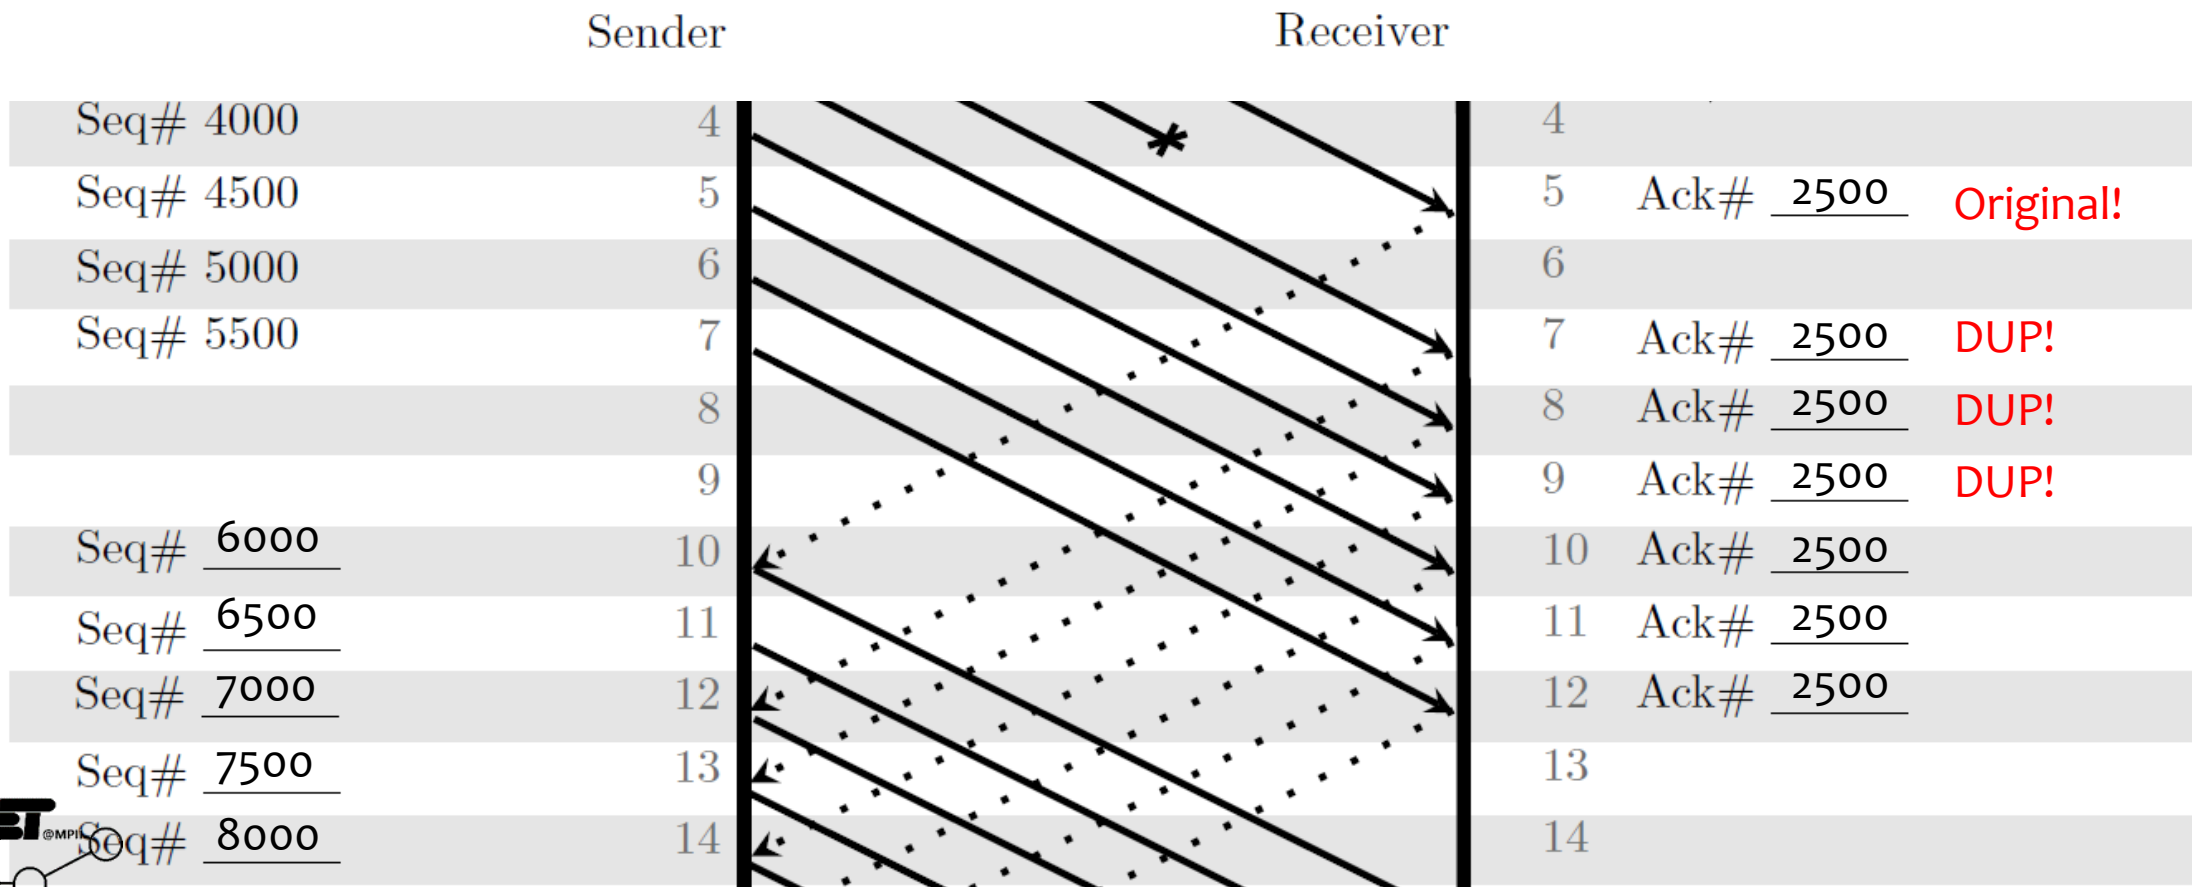 Sender Receiver
Seq# 4000 4 4
Seq# 4500 5 5 Ack# 2500 Original!
Seq# 5000 6 6
Seq# 5500 7 7 Ack# 2500 DUP!
8 8 Ack# 2500 DUP!
9 9 Ack# 2500 DUP!
Seq# 6000 10 10 Ack# 2500
Seq# 6500 11 11 Ack# 2500
Seq# 7000 12 12 Ack# 2500
Seq# 7500 13 13
Seq# 8000 14 14